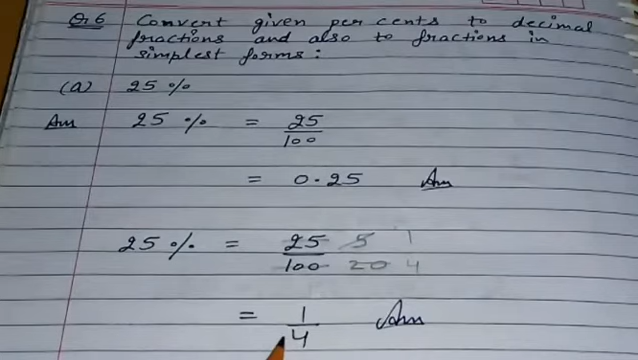 Q.6 Convert given per cents to decimal
fractions and also to fractions in
simplest forms:
(a) 25 %
Ans 25 % = 25/100
= 0.25 Ans
25 % = 25/100 5/20 1/4
= 1/4 Ans